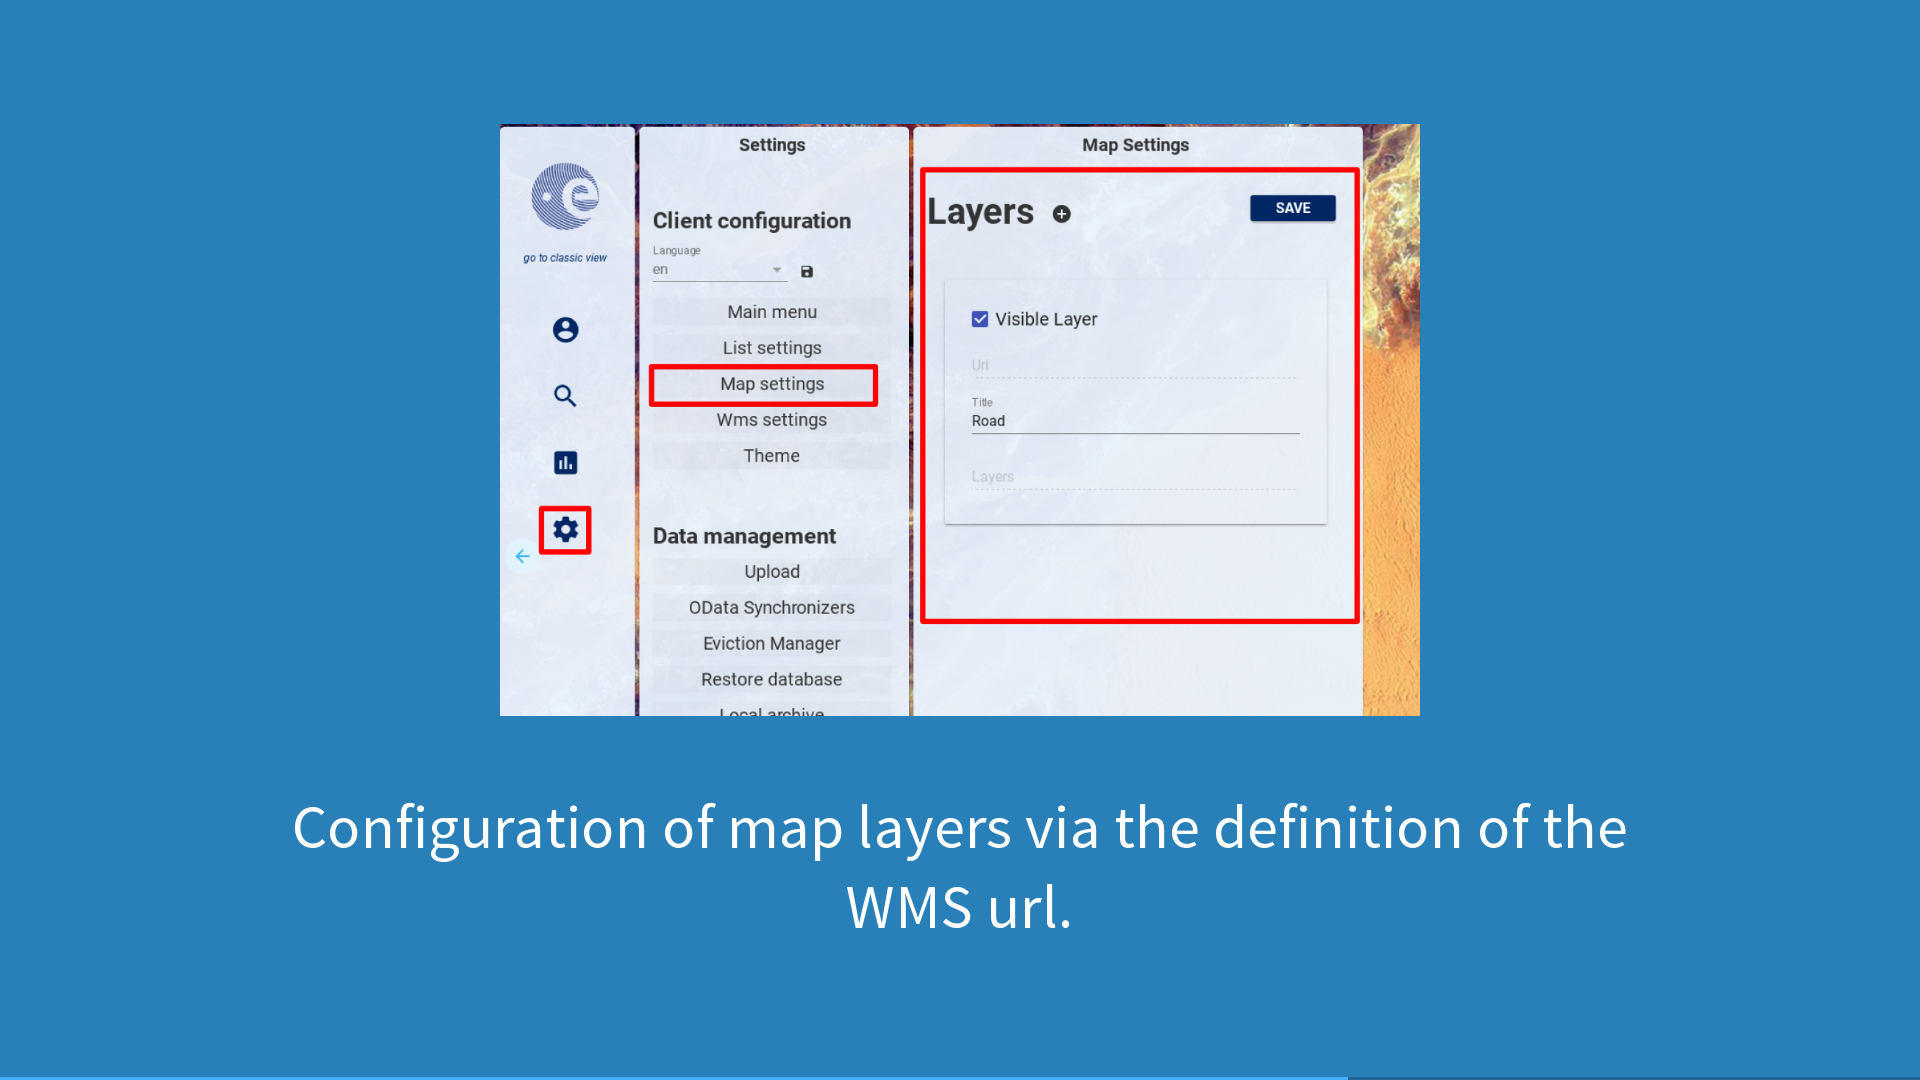 Settings
Map Settings
go to classic view
Client configuration
Language
en
Main menu
List settings
Map settings
Wms settings
Theme
Data management
Upload
OData Synchronizers
Eviction Manager
Restore database
Local archive
Layers
SAVE
Visible Layer
Url
Title
Road
Layers
Configuration of map layers via the definition of the
WMS url.